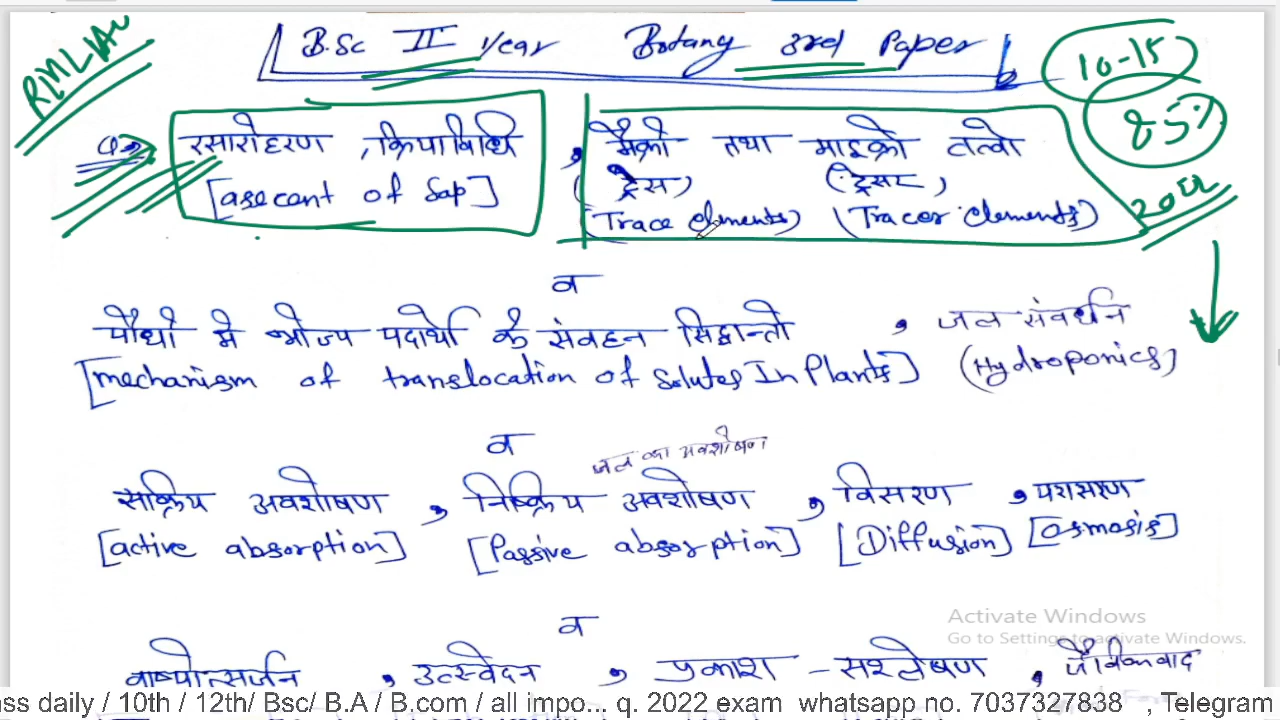 RMLAU
B.Sc II year Botany 3rd Paper
10-15
85%
2022
रसारोहरण , क्रियाविधि , मैक्रो तथा माइक्रो तत्वो
(ट्रेस) (ट्रेसर)
[asecent of Sap] (Trace elements) (Tracer elements)
व
पौधों मे भोज्य पदार्थो के संवहन सिद्वान्तो , जल संवर्धन
[mechanism of translocation of Solutes In Plants] (Hydroponics)
व
जल का अवशोषण
सक्रिय अवशोषण , निष्क्रिय अवशोषण , विसरण , परासरण
[active absorption] [Passive absorption] [Diffusion] [osmosis]
व
Activate Windows
Go to Settings to activate Windows.
वाष्पोत्सर्जन , उत्स्वेदन , प्रकाश - संश्लेषण
ass daily / 10th / 12th/ Bsc/ B.A / B.com / all impo... q. 2022 exam whatsapp no. 7037327838 , Telegram